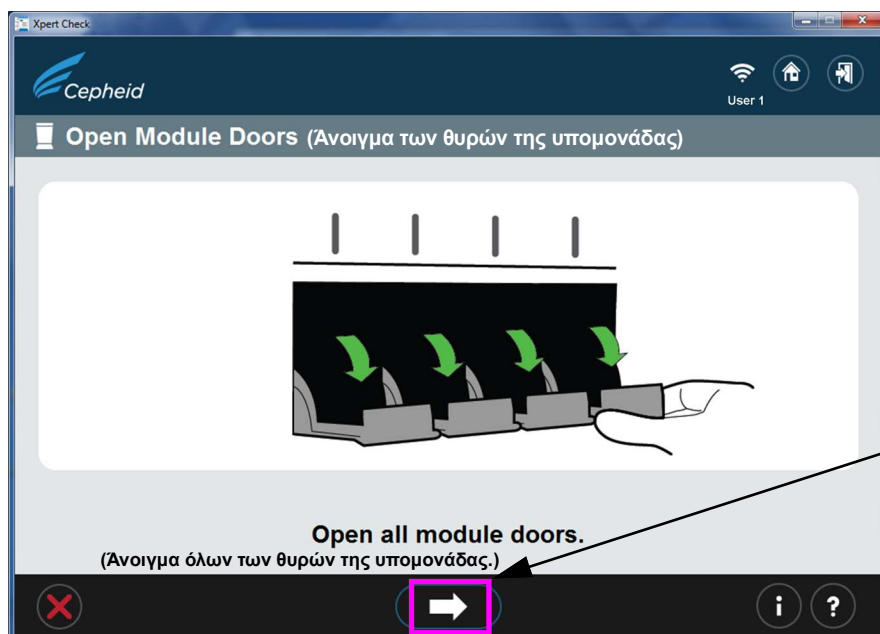 Xpert Check
Cepheid
User 1
Open Module Doors (Άνοιγμα των θυρών της υπομονάδας)
Open all module doors.
(Άνοιγμα όλων των θυρών της υπομονάδας.)
i ?